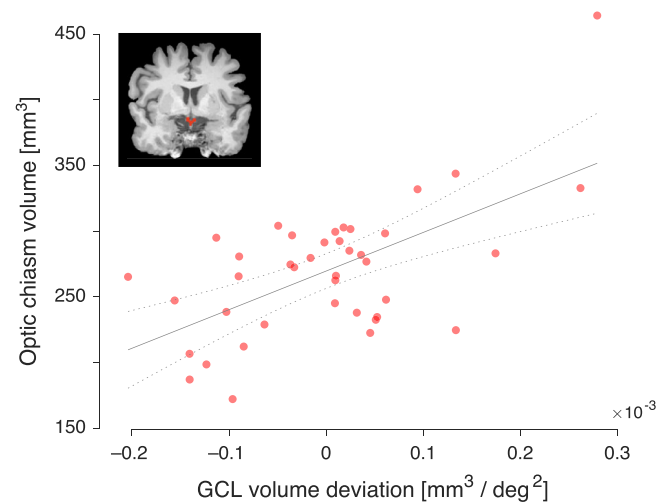 Optic chiasm volume [mm³]
450
350
250
150
×10⁻³
−0.2 −0.1 0 0.1 0.2 0.3
GCL volume deviation [mm³ / deg²]